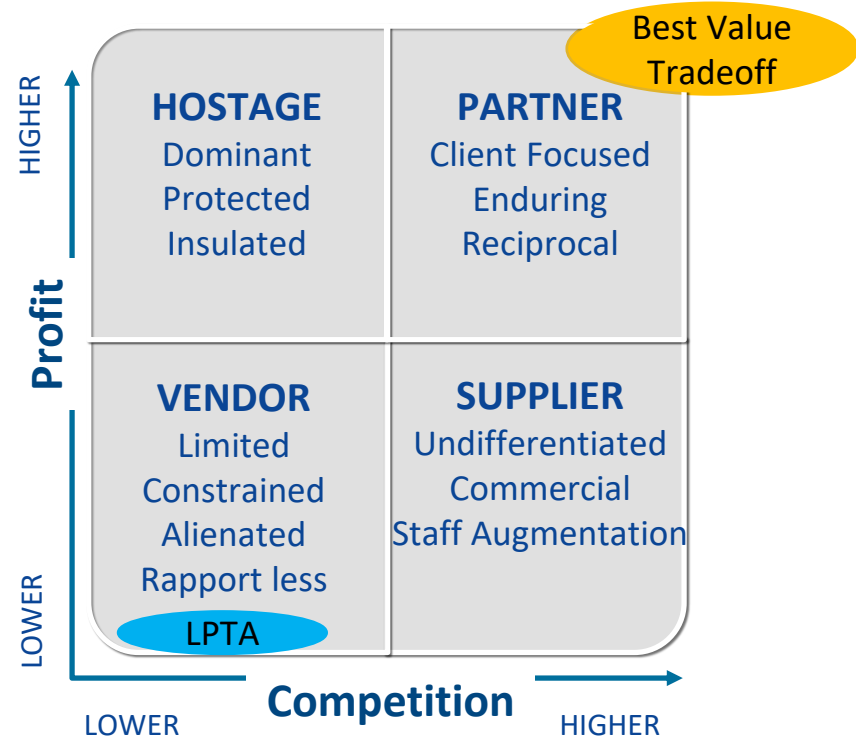 Best Value
Tradeoff
HIGHER
HOSTAGE
Dominant
Protected
Insulated
PARTNER
Client Focused
Enduring
Reciprocal
Profit
VENDOR
Limited
Constrained
Alienated
Rapport less
LPTA
SUPPLIER
Undifferentiated
Commercial
Staff Augmentation
LOWER
Competition
LOWER
HIGHER